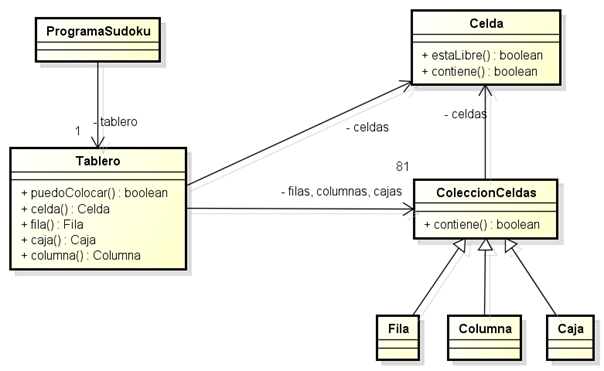 ProgramaSudoku
Celda
+ estaLibre() : boolean
+ contiene() : boolean
- tablero
1
- celdas
- celdas
Tablero
+ puedoColocar() : boolean
+ celda() : Celda
+ fila() : Fila
+ caja() : Caja
+ columna() : Columna
81
- filas, columnas, cajas
ColeccionCeldas
+ contiene() : boolean
Fila
Columna
Caja